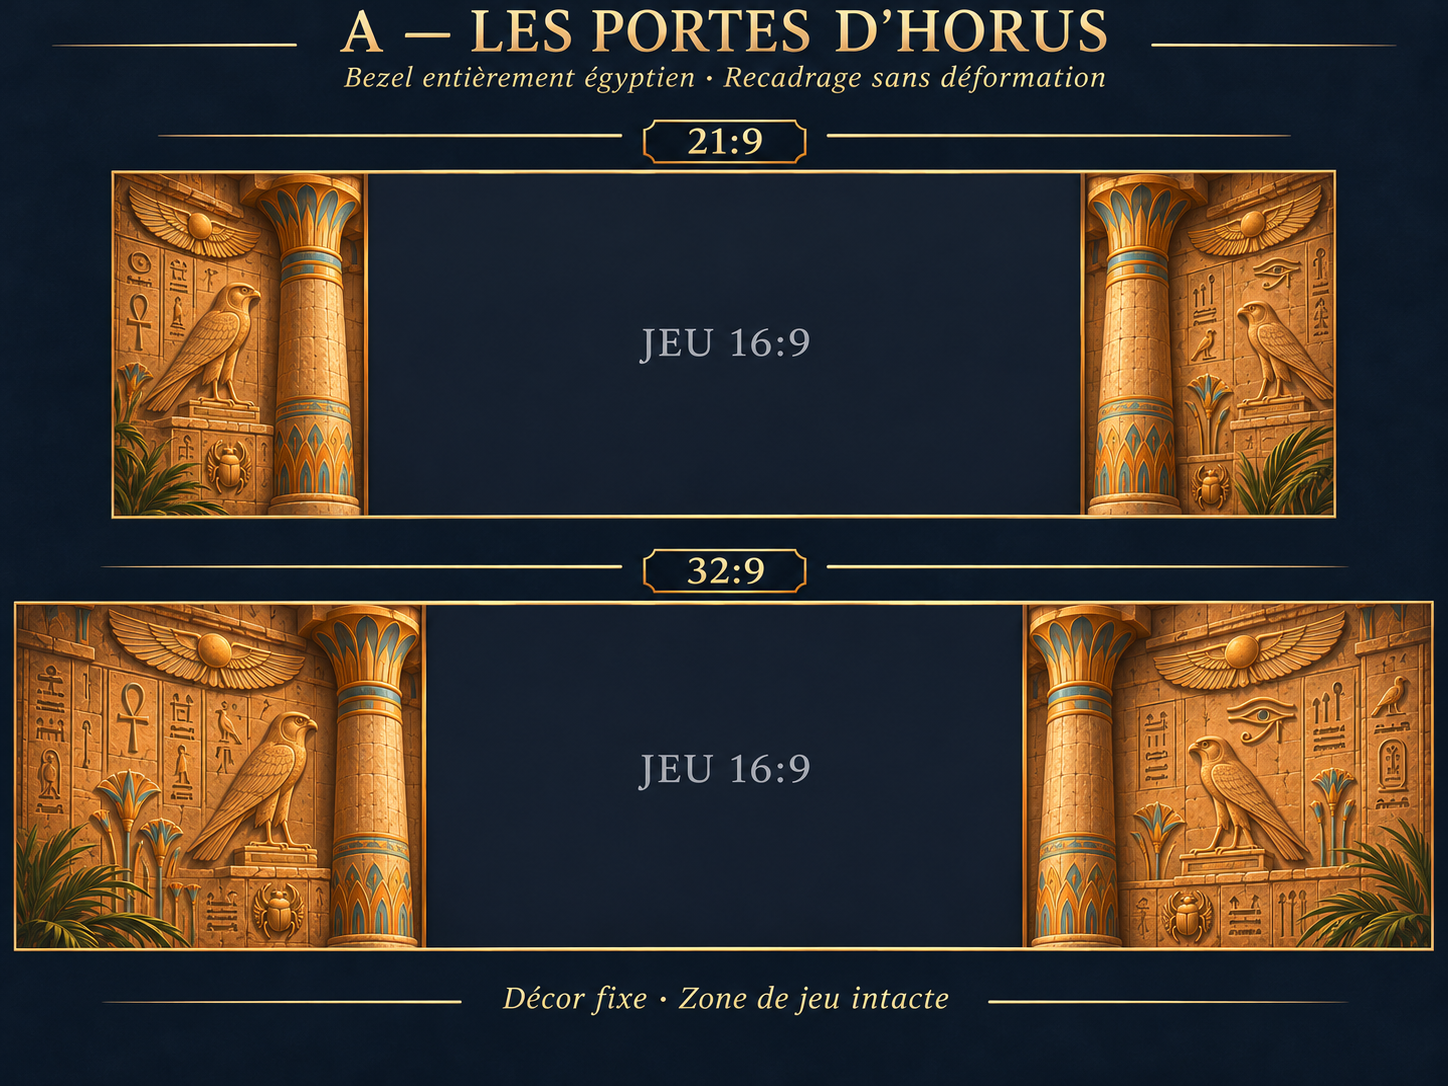 A — LES PORTES D’HORUS
Bezel entièrement égyptien · Recadrage sans déformation
21:9
JEU 16:9
32:9
JEU 16:9
Décor fixe · Zone de jeu intacte